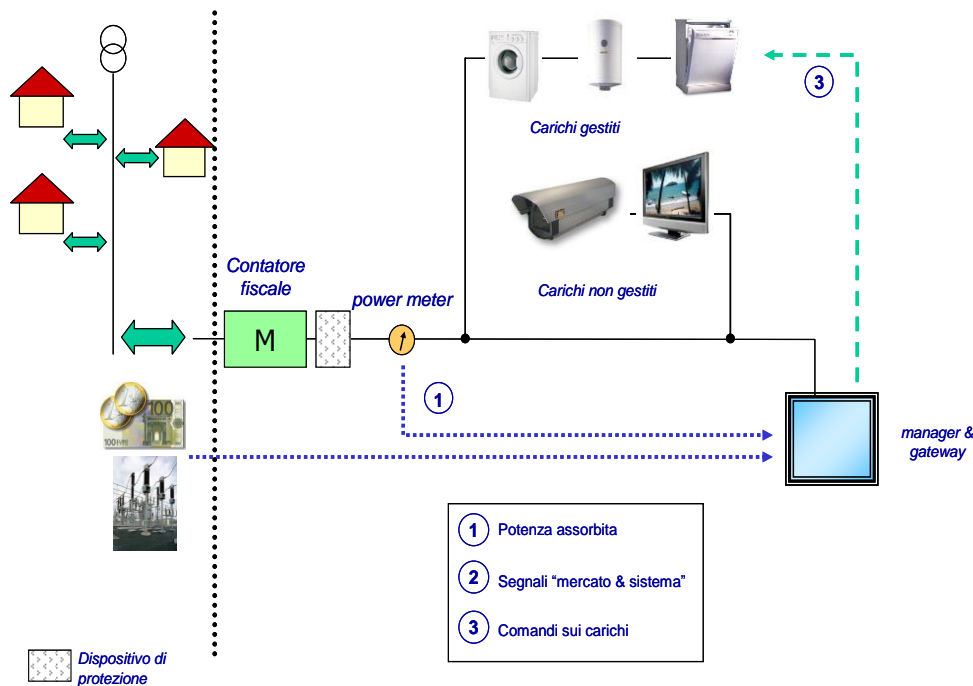 3
Carichi gestiti
Carichi non gestiti
Contatore
fiscale
power meter
M
1
100
manager &
gateway
1 Potenza assorbita
2 Segnali “mercato & sistema”
3 Comandi sui carichi
Dispositivo di
protezione